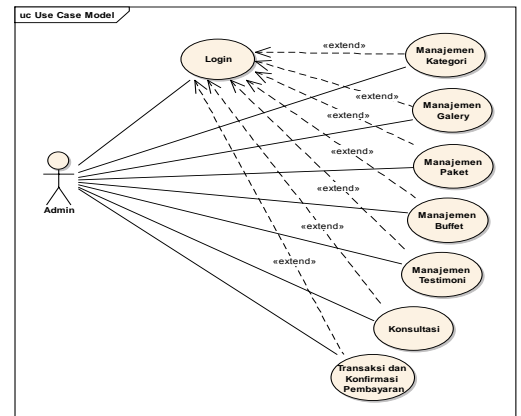 uc Use Case Model
Login
«extend»
Manajemen
Kategori
«extend»
Manajemen
Galery
«extend»
Manajemen
Paket
«extend»
Manajemen
Buffet
«extend»
Manajemen
Testimoni
«extend»
Konsultasi
«extend»
Transaksi dan
Konfirmasi
Pembayaran
Admin